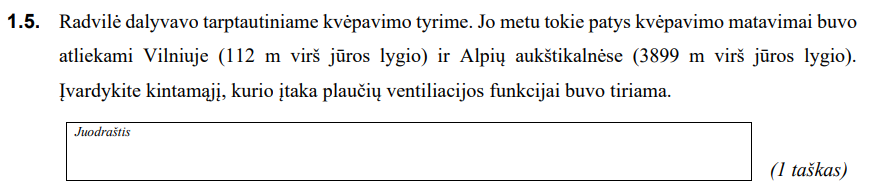 1.5. Radvilė dalyvavo tarptautiniame kvėpavimo tyrime. Jo metu tokie patys kvėpavimo matavimai buvo
atliekami Vilniuje (112 m virš jūros lygio) ir Alpių aukštikalnėse (3899 m virš jūros lygio).
Įvardykite kintamąjį, kurio įtaka plaučių ventiliacijos funkcijai buvo tiriama.
Juodraštis
(1 taškas)